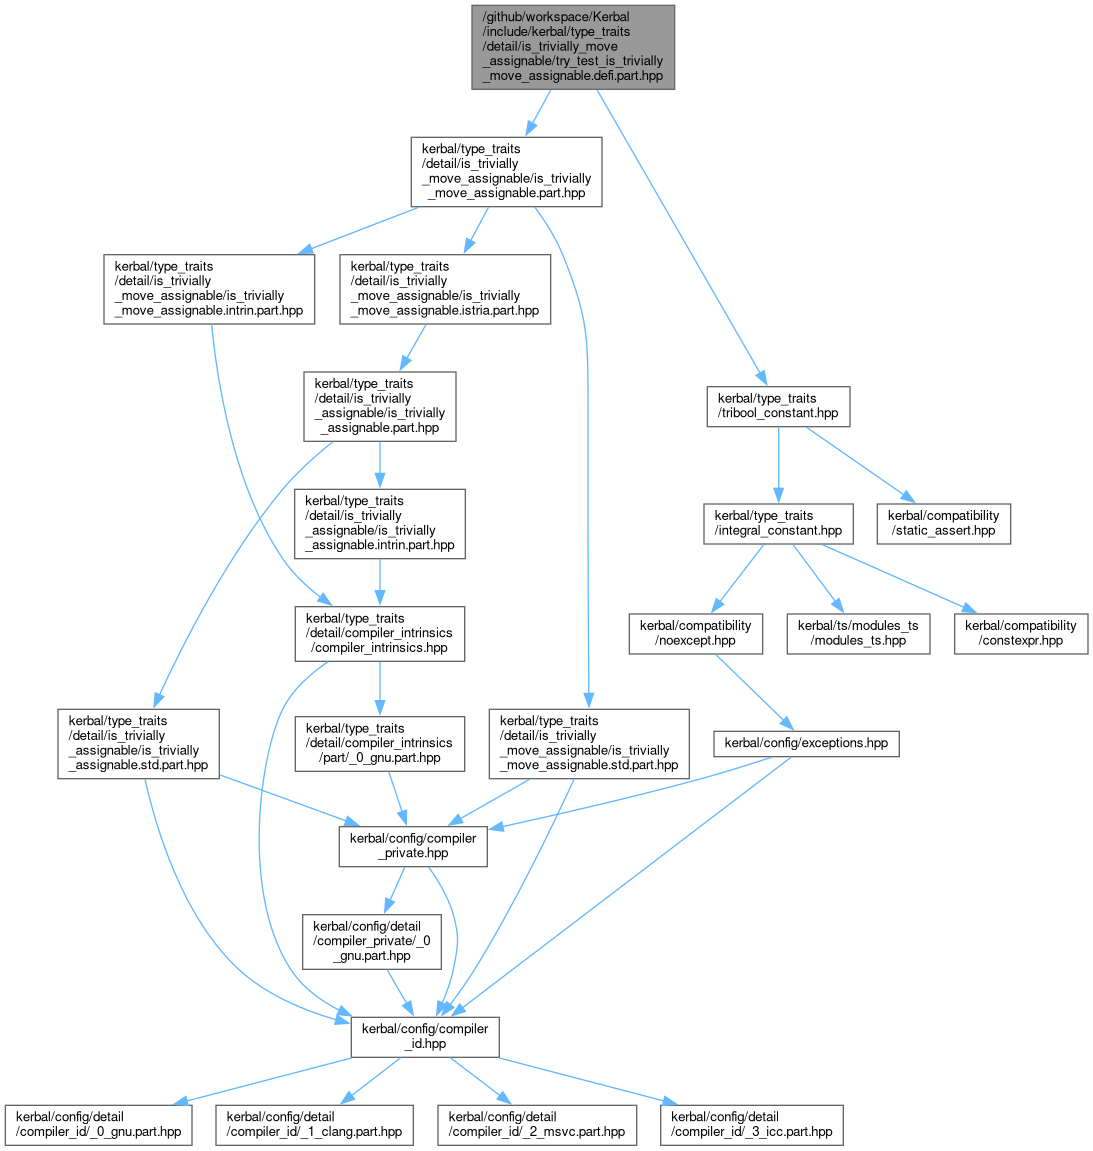 /github/workspace/Kerbal
/include/kerbal/type_traits
/detail/is_trivially_move
_assignable/try_test_is_trivially
_move_assignable.defi.part.hpp
kerbal/type_traits
/detail/is_trivially
_move_assignable/is_trivially
_move_assignable.part.hpp
kerbal/type_traits
/detail/is_trivially
_move_assignable/is_trivially
_move_assignable.intrin.part.hpp
kerbal/type_traits
/detail/is_trivially
_move_assignable/is_trivially
_move_assignable.istria.part.hpp
kerbal/type_traits
/detail/is_trivially
_assignable/is_trivially
_assignable.part.hpp
kerbal/type_traits
/tribool_constant.hpp
kerbal/type_traits
/detail/is_trivially
_assignable/is_trivially
_assignable.intrin.part.hpp
kerbal/type_traits
/integral_constant.hpp
kerbal/compatibility
/static_assert.hpp
kerbal/type_traits
/detail/compiler_intrinsics
/compiler_intrinsics.hpp
kerbal/compatibility
/noexcept.hpp
kerbal/ts/modules_ts
/modules_ts.hpp
kerbal/compatibility
/constexpr.hpp
kerbal/type_traits
/detail/is_trivially
_assignable/is_trivially
_assignable.std.part.hpp
kerbal/type_traits
/detail/compiler_intrinsics
/part/_0_gnu.part.hpp
kerbal/type_traits
/detail/is_trivially
_move_assignable/is_trivially
_move_assignable.std.part.hpp
kerbal/config/exceptions.hpp
kerbal/config/compiler
_private.hpp
kerbal/config/detail
/compiler_private/_0
_gnu.part.hpp
kerbal/config/compiler
_id.hpp
kerbal/config/detail
/compiler_id/_0_gnu.part.hpp
kerbal/config/detail
/compiler_id/_1_clang.part.hpp
kerbal/config/detail
/compiler_id/_2_msvc.part.hpp
kerbal/config/detail
/compiler_id/_3_icc.part.hpp